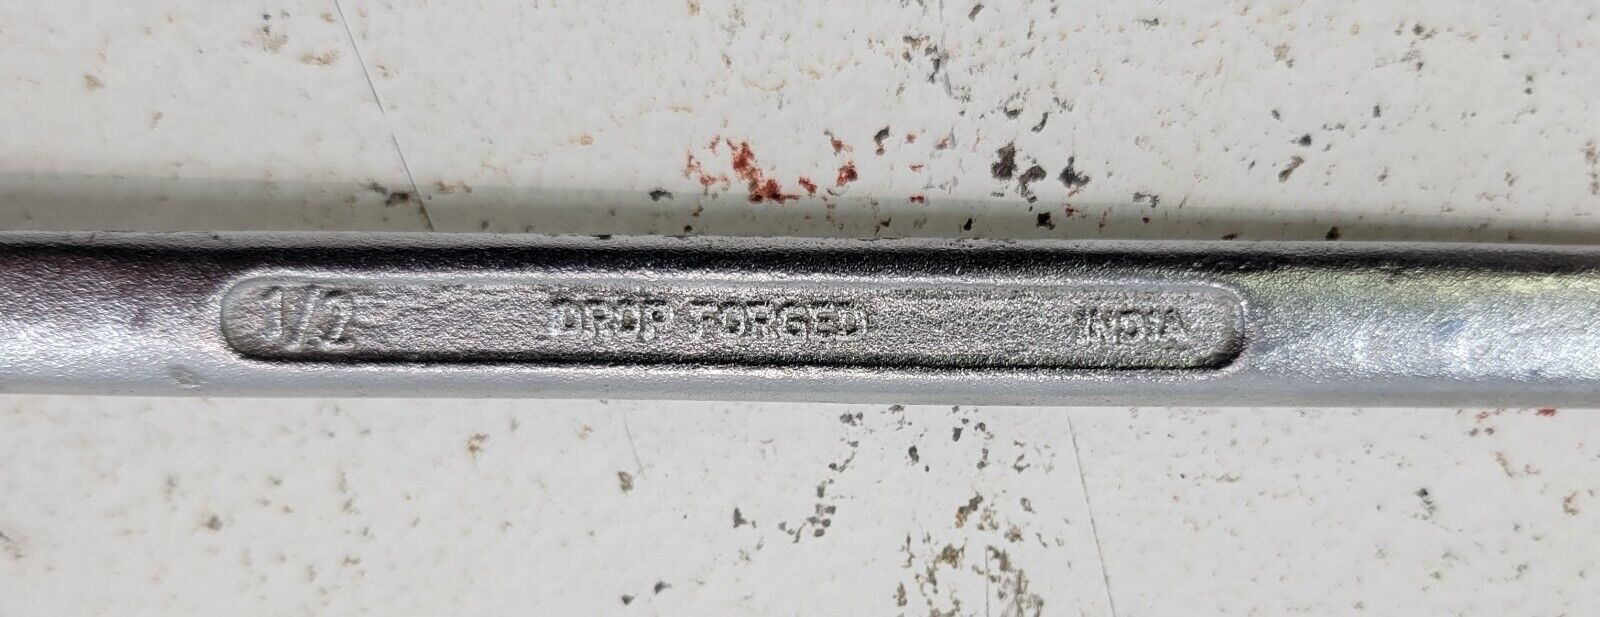 1/2 DROP FORGED INDIA